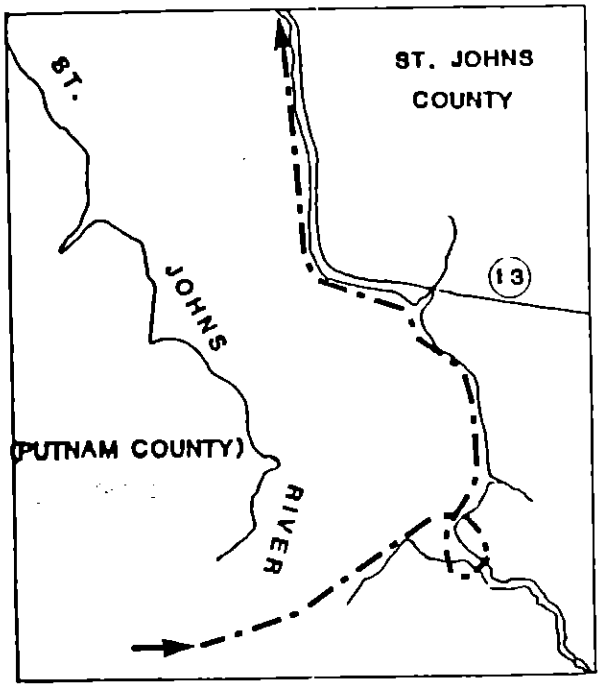 ST. JOHNS
COUNTY
ST.
JOHNS
RIVER
13
(PUTNAM COUNTY)